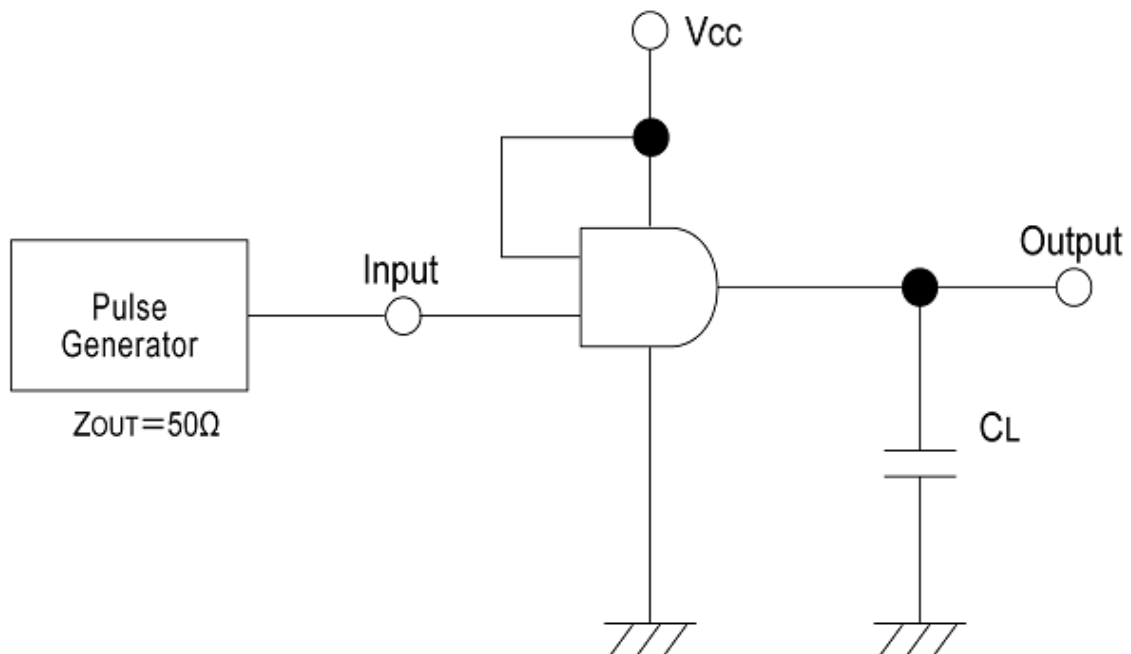 Vcc
Output
Input
Pulse
Generator
ZOUT=50Ω
CL